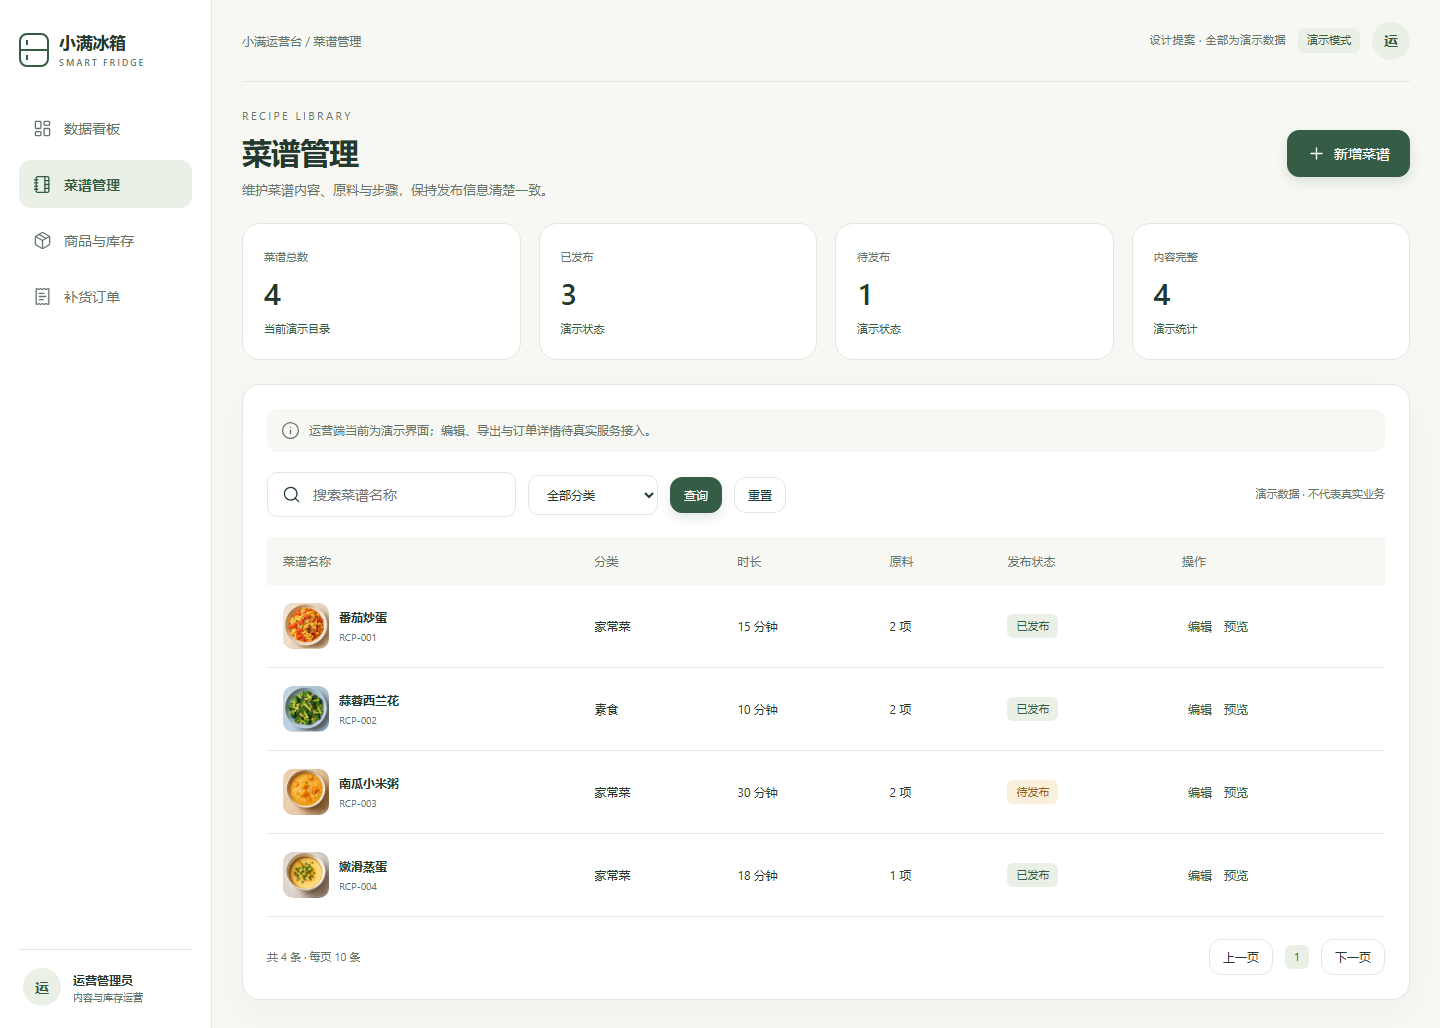 小满冰箱
SMART FRIDGE
数据看板
菜谱管理
商品与库存
补货订单
运
运营管理员
内容与库存运营
小满运营台 / 菜谱管理
设计提案 · 全部为演示数据
演示模式
运
RECIPE LIBRARY
菜谱管理
维护菜谱内容、原料与步骤，保持发布信息清楚一致。
新增菜谱
菜谱总数
4
当前演示目录
已发布
3
演示状态
待发布
1
演示状态
内容完整
4
演示统计
运营端当前为演示界面；编辑、导出与订单详情待真实服务接入。
搜索菜谱名称
全部分类
查询
重置
演示数据 · 不代表真实业务
菜谱名称 分类 时长 原料 发布状态 操作
番茄炒蛋
RCP-001
家常菜 15 分钟 2 项 已发布 编辑 预览
蒜蓉西兰花
RCP-002
素食 10 分钟 2 项 已发布 编辑 预览
南瓜小米粥
RCP-003
家常菜 30 分钟 2 项 待发布 编辑 预览
嫩滑蒸蛋
RCP-004
家常菜 18 分钟 1 项 已发布 编辑 预览
共 4 条 · 每页 10 条
上一页 1 下一页